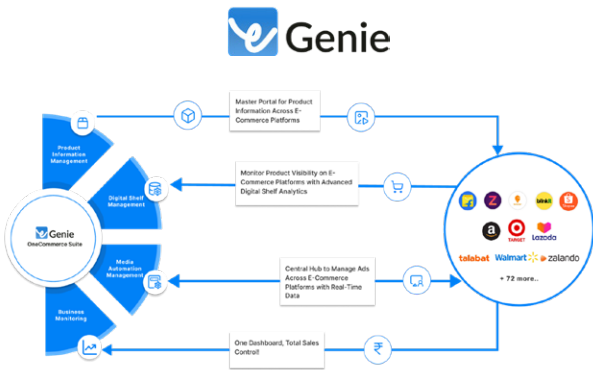 Genie
Product
Information
Management
Digital Shelf
Management
Genie
OneCommerce Suite
Media
Automation
Management
Business
Monitoring
Master Portal for Product
Information Across E-
Commerce Platforms
Monitor Product Visibility on E-
Commerce Platforms with Advanced
Digital Shelf Analytics
Central Hub to Manage Ads
Across E-Commerce
Platforms with Real-Time
Data
One Dashboard, Total Sales
Control!
₹
a
TARGET
Lazada
talabat Walmart zalando
+ 72 more..